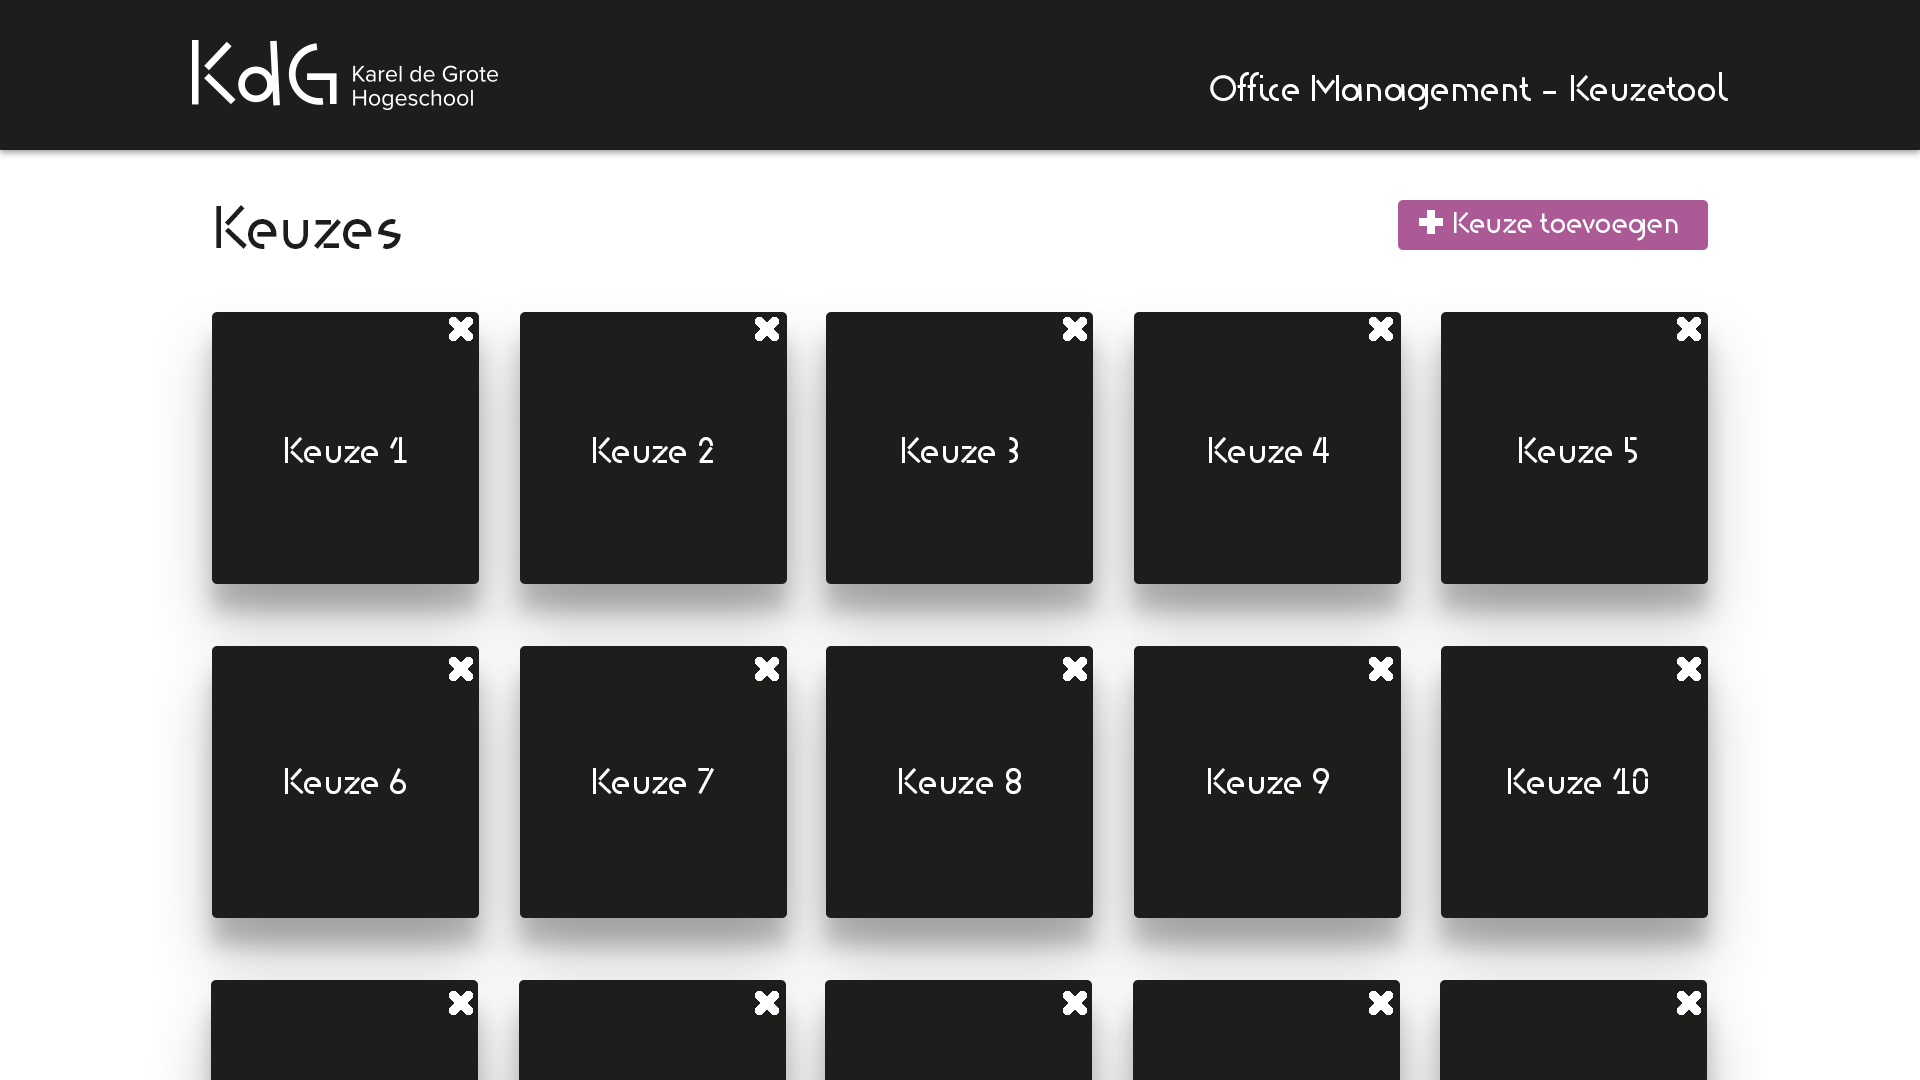 KdG Karel de Grote
Hogeschool
Office Management - Keuzetool
Keuzes
Keuze toevoegen
Keuze 1
Keuze 2
Keuze 3
Keuze 4
Keuze 5
Keuze 6
Keuze 7
Keuze 8
Keuze 9
Keuze 10